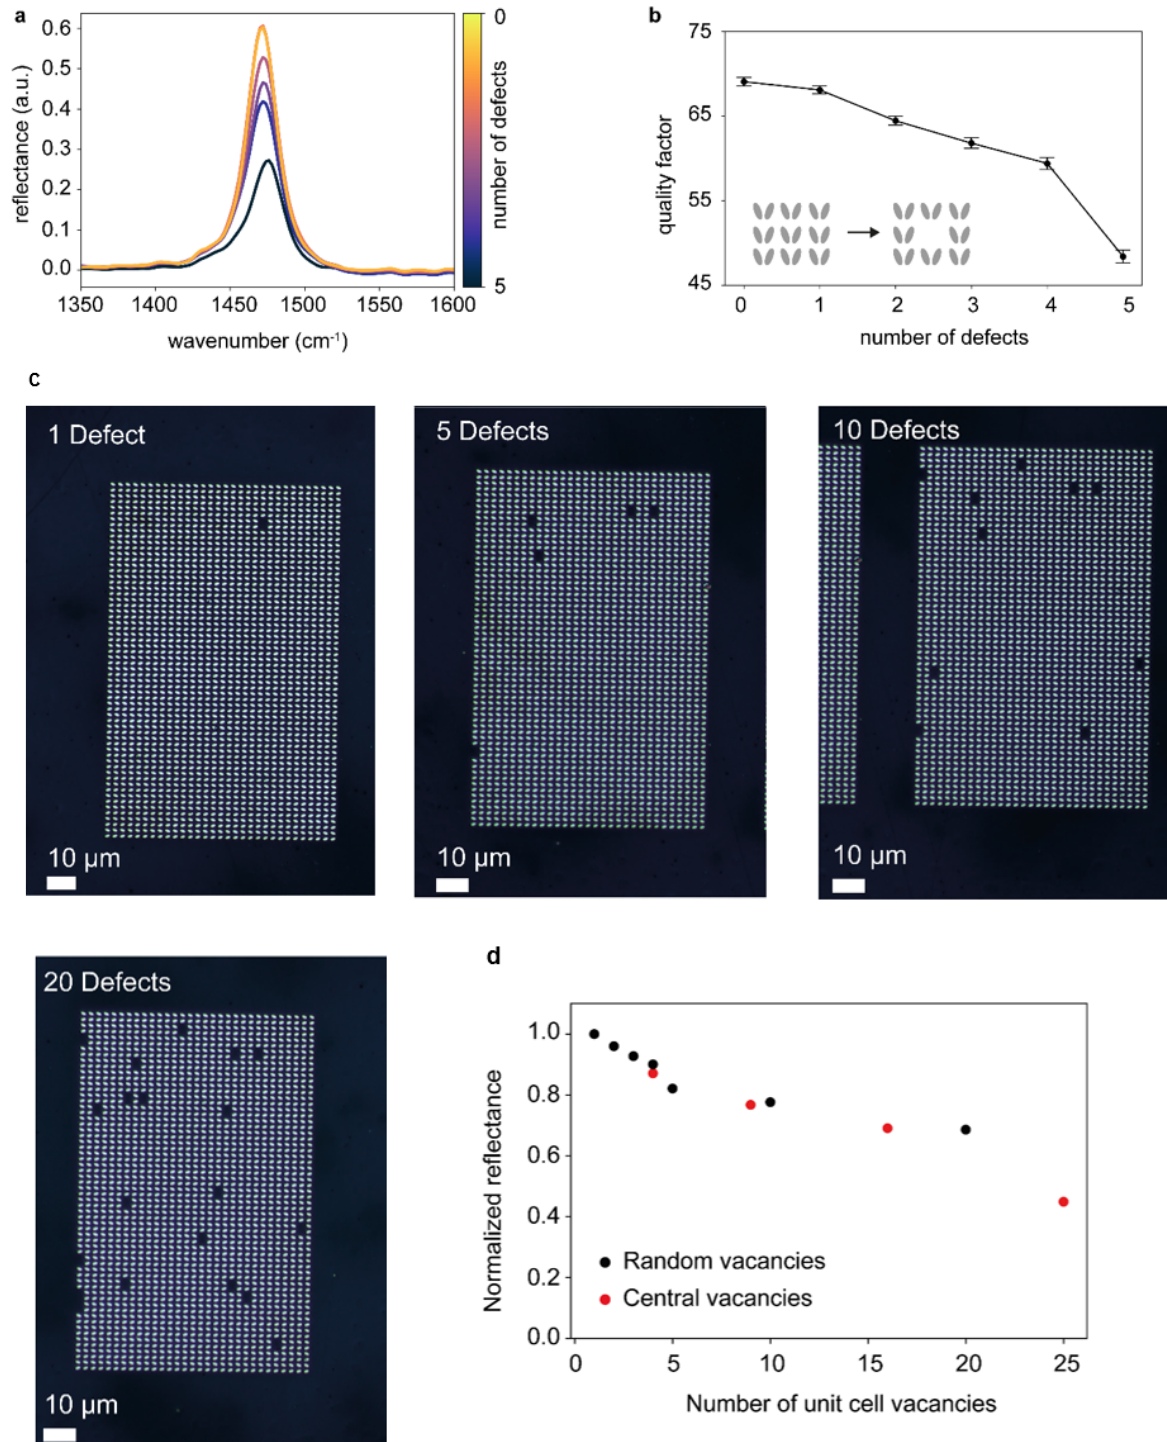 a
0.6
0.5
0.4
0.3
0.2
0.1
0.0
reflectance (a.u.)
1350 1400 1450 1500 1550 1600
wavenumber (cm⁻¹)
0
5
number of defects
b
75
65
55
45
quality factor
0 1 2 3 4 5
number of defects
c
1 Defect
10 µm
5 Defects
10 µm
10 Defects
10 µm
20 Defects
10 µm
d
1.0
0.8
0.6
0.4
0.2
0.0
Normalized reflectance
Random vacancies
Central vacancies
0 5 10 15 20 25
Number of unit cell vacancies